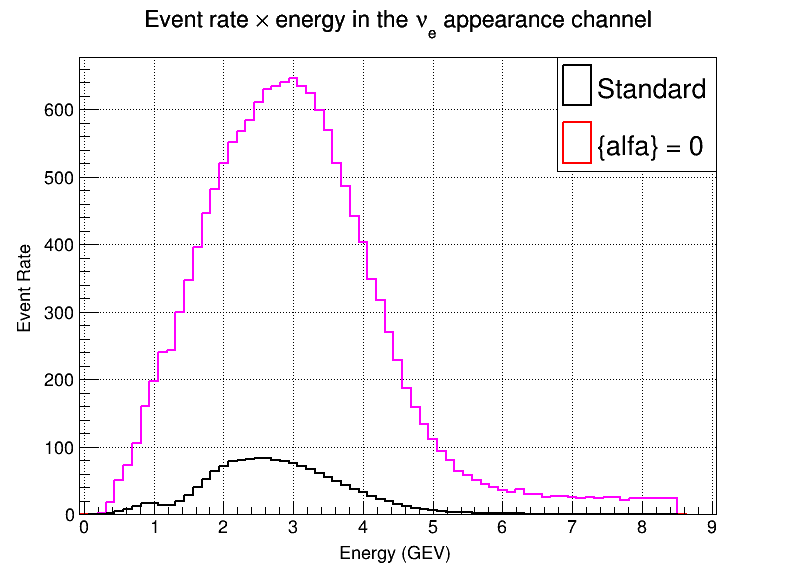 Event rate × energy in the νe appearance channel
Standard
{alfa} = 0
Event Rate
600
500
400
300
200
100
0
0 1 2 3 4 5 6 7 8 9
Energy (GEV)